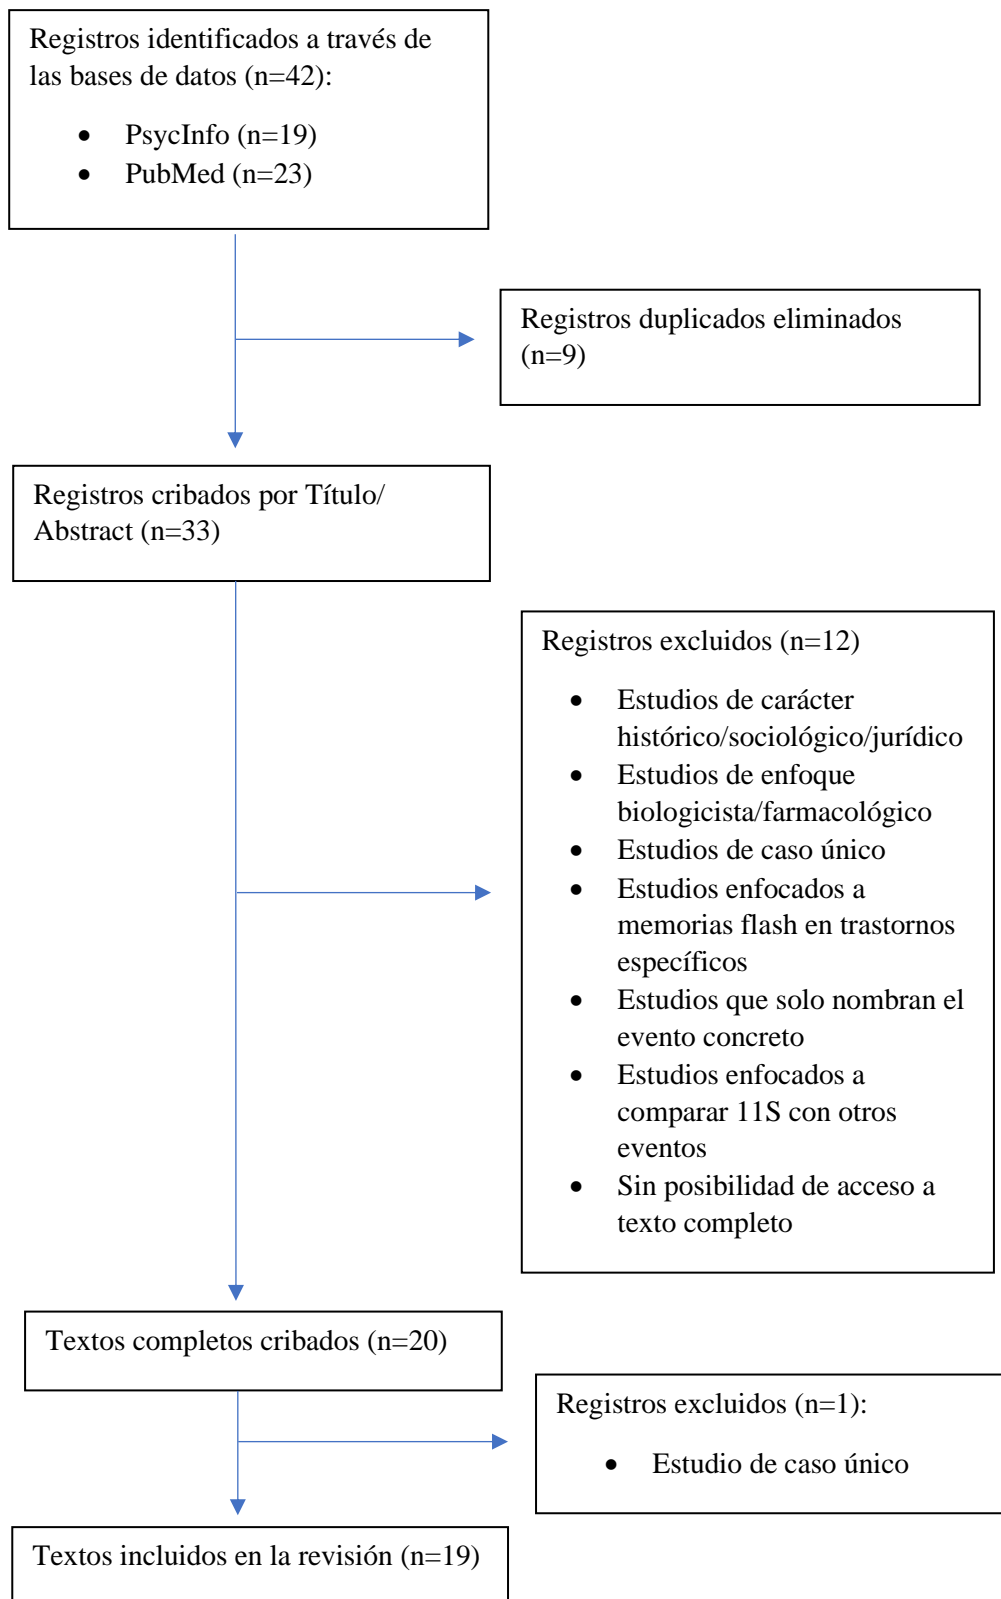 Registros identificados a través de
las bases de datos (n=42):
• PsycInfo (n=19)
• PubMed (n=23)
Registros duplicados eliminados
(n=9)
Registros cribados por Título/
Abstract (n=33)
Registros excluidos (n=12)
• Estudios de carácter
histórico/sociológico/jurídico
• Estudios de enfoque
biologicista/farmacológico
• Estudios de caso único
• Estudios enfocados a
memorias flash en trastornos
específicos
• Estudios que solo nombran el
evento concreto
• Estudios enfocados a
comparar 11S con otros
eventos
• Sin posibilidad de acceso a
texto completo
Textos completos cribados (n=20)
Registros excluidos (n=1):
• Estudio de caso único
Textos incluidos en la revisión (n=19)